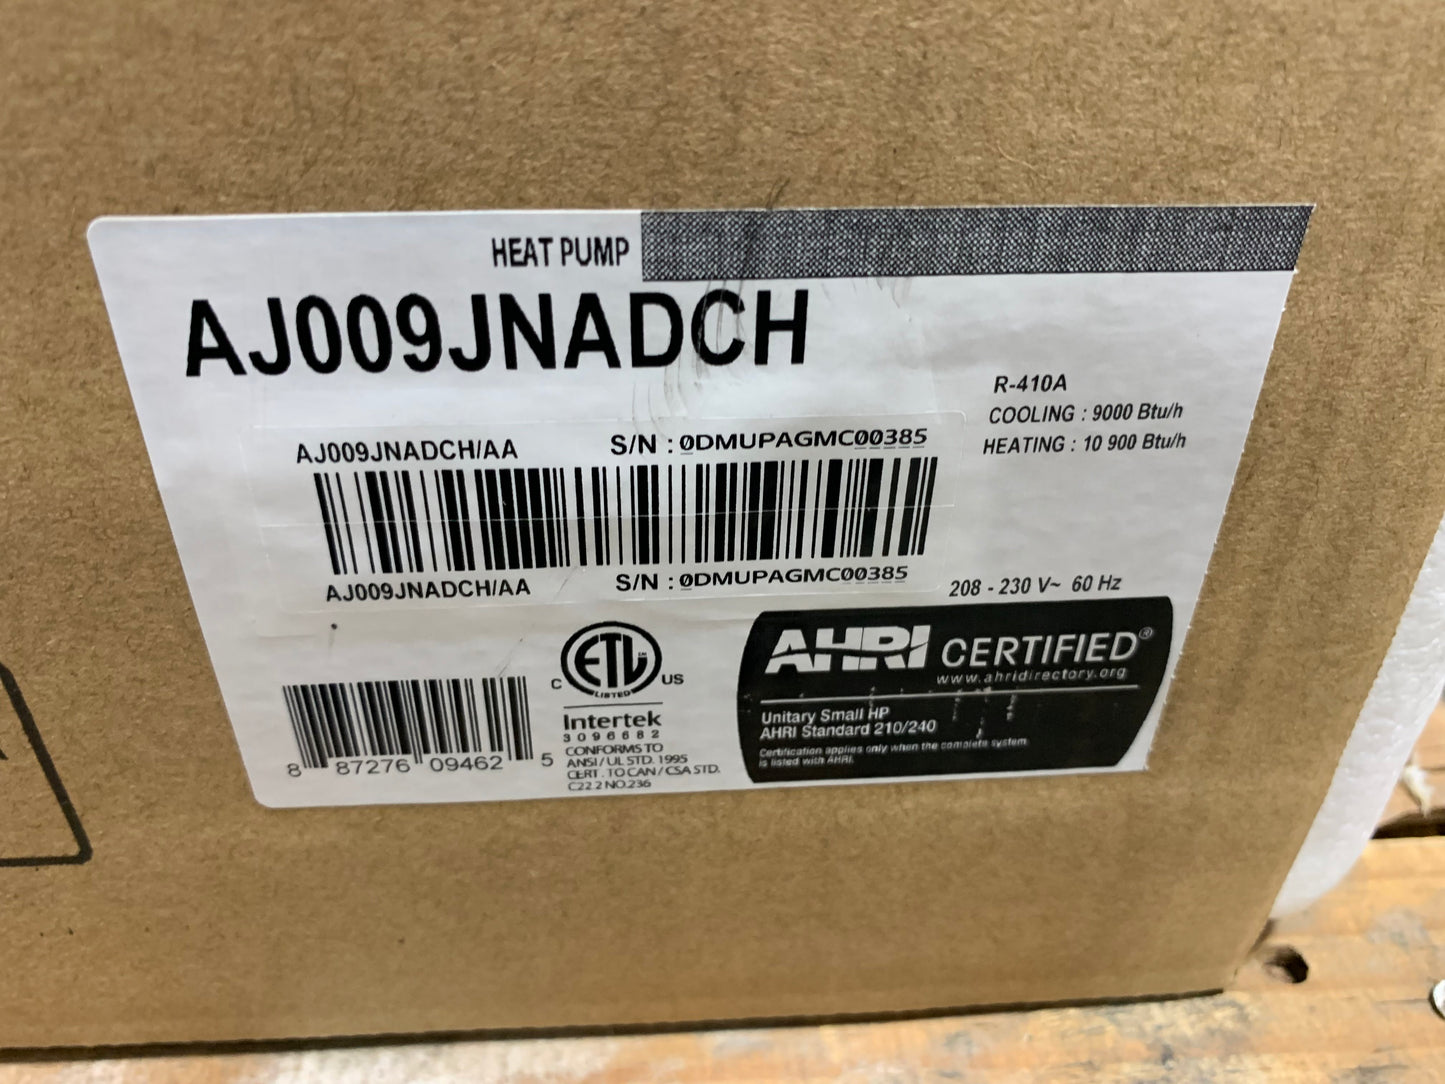 HEAT PUMP
AJ009JNADCH
R-410A
COOLING : 9000 Btu/h
HEATING : 10 900 Btu/h
AJ009JNADCH/AA S/N : 0DMUPAGMC00385
AJ009JNADCH/AA S/N : 0DMUPAGMC00385
208 - 230 V~ 60 Hz
8 87276 09462 5
ETL
LISTED
C US
Intertek
3096682
CONFORMS TO
ANSI/UL STD. 1995
CERT . TO CAN/CSA STD.
C22.2 NO.236
AHRI CERTIFIED®
www.ahridirectory.org
Unitary Small HP
AHRI Standard 210/240
Certification applies only when the complete system
is listed with AHRI.